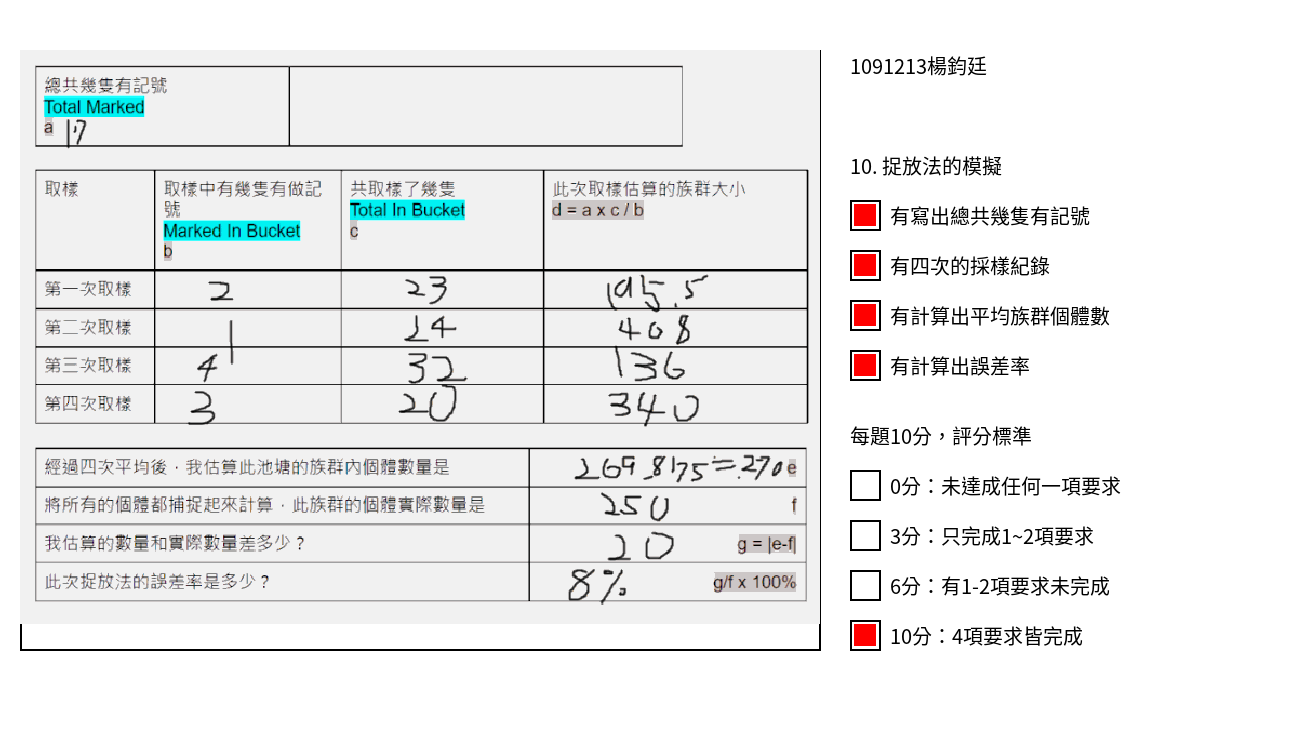 總共幾隻有記號
Total Marked
a 17
取樣
取樣中有幾隻有做記
號
Marked In Bucket
b
共取樣了幾隻
Total In Bucket
c
此次取樣估算的族群大小
d = a x c / b
第一次取樣 2 23 195.5
第二次取樣 1 24 408
第三次取樣 4 32 136
第四次取樣 3 20 340
經過四次平均後,我估算此池塘的族群內個體數量是 269.8175=270 e
將所有的個體都捕捉起來計算,此族群的個體實際數量是 250 f
我估算的數量和實際數量差多少? 20 g = |e-f|
此次捉放法的誤差率是多少? 8% g/f x 100%
1091213楊鈞廷
10. 捉放法的模擬
有寫出總共幾隻有記號
有四次的採樣紀錄
有計算出平均族群個體數
有計算出誤差率
每題10分,評分標準
0分:未達成任何一項要求
3分:只完成1~2項要求
6分:有1-2項要求未完成
10分:4項要求皆完成